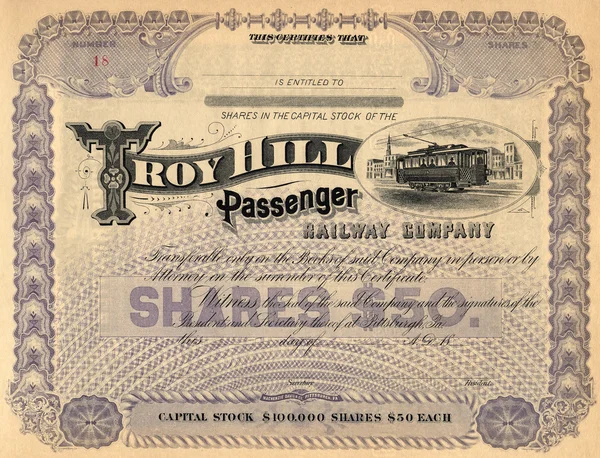 THIS CERTIFIES THAT
NUMBER
SHARES
18
IS ENTITLED TO
SHARES IN THE CAPITAL STOCK OF THE
TROY HILL
Passenger
RAILWAY COMPANY
Transferable only on the Books of said Company in person or by
Attorney on the surrender of this Certificate.
Witness the seal of the said Company and the signatures of the
President and Secretary thereof at Pittsburgh, Pa.
SHARES $50.
this day of A.D. 18
Secretary President
PITTSBURGH, PA.
CAPITAL STOCK $100.000 SHARES $50 EACH